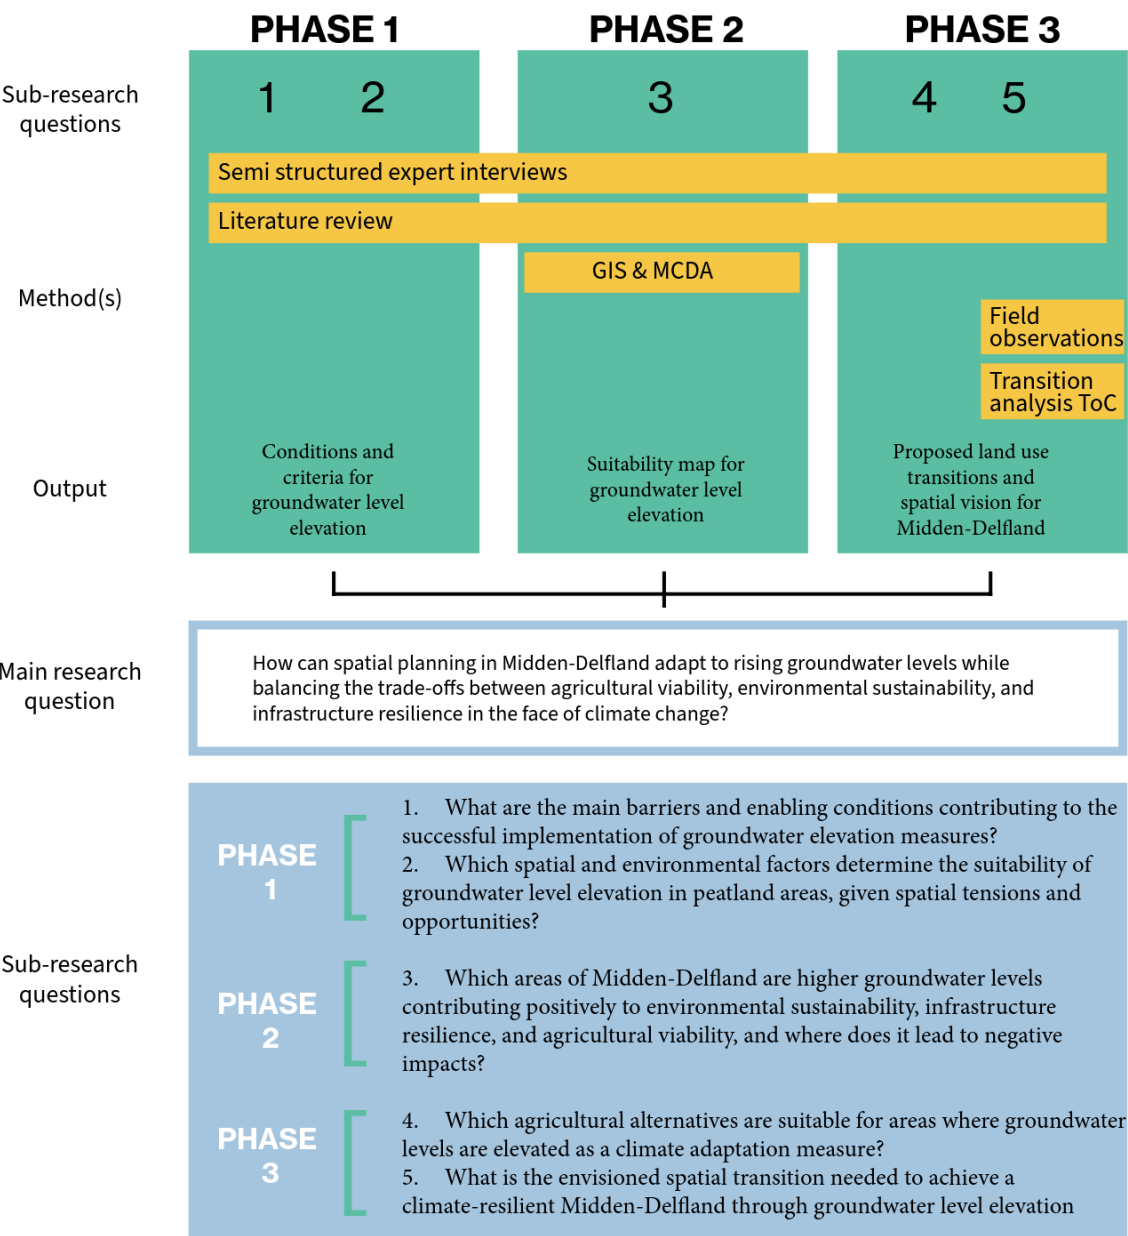 PHASE 1
PHASE 2
PHASE 3
Sub-research
questions
1 2
3
4 5
Semi structured expert interviews
Literature review
GIS & MCDA
Method(s)
Field
observations
Transition
analysis ToC
Output
Conditions and
criteria for
groundwater level
elevation
Suitability map for
groundwater level
elevation
Proposed land use
transitions and
spatial vision for
Midden-Delfland
Main research
question
How can spatial planning in Midden-Delfland adapt to rising groundwater levels while
balancing the trade-offs between agricultural viability, environmental sustainability, and
infrastructure resilience in the face of climate change?
Sub-research
questions
PHASE
1
1. What are the main barriers and enabling conditions contributing to the
successful implementation of groundwater elevation measures?
2. Which spatial and environmental factors determine the suitability of
groundwater level elevation in peatland areas, given spatial tensions and
opportunities?
PHASE
2
3. Which areas of Midden-Delfland are higher groundwater levels
contributing positively to environmental sustainability, infrastructure
resilience, and agricultural viability, and where does it lead to negative
impacts?
PHASE
3
4. Which agricultural alternatives are suitable for areas where groundwater
levels are elevated as a climate adaptation measure?
5. What is the envisioned spatial transition needed to achieve a
climate-resilient Midden-Delfland through groundwater level elevation